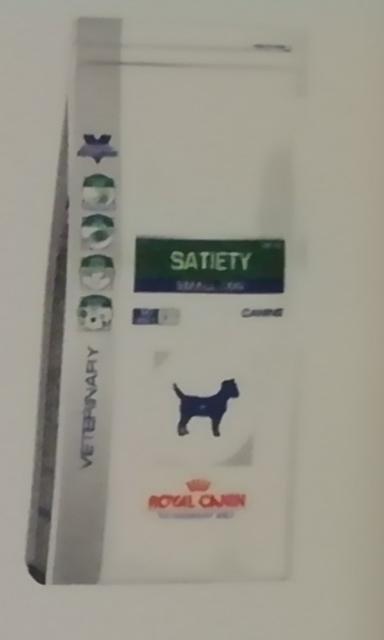 SATIETY
SMALL DOG
CANINE
VETERINARY
ROYAL CANIN